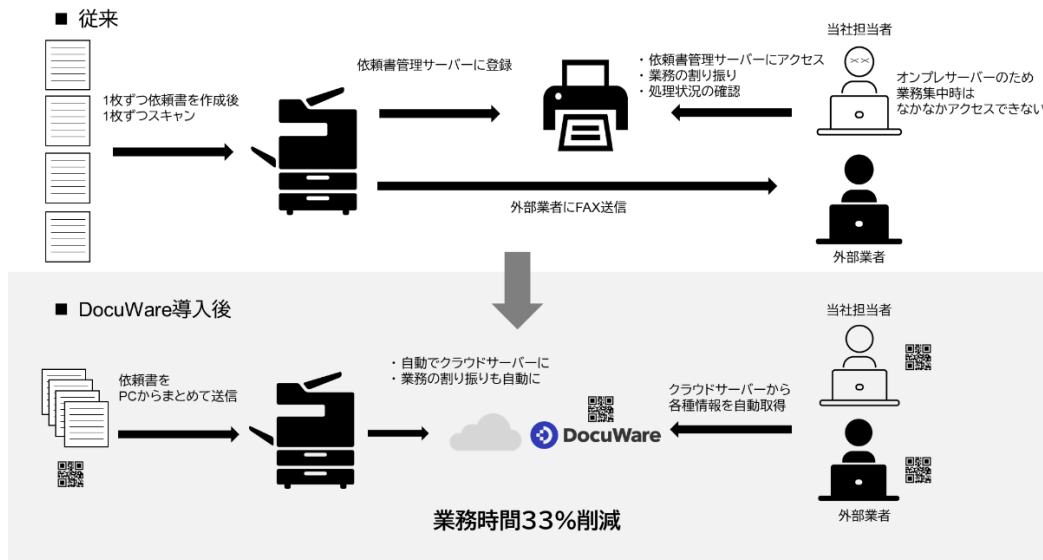 ■ 従来
1枚ずつ依頼書を作成後
1枚ずつスキャン
依頼書管理サーバーに登録
・依頼書管理サーバーにアクセス
・業務の割り振り
・処理状況の確認
当社担当者
オンプレサーバーのため
業務集中時は
なかなかアクセスできない
外部業者にFAX送信
外部業者
■ DocuWare導入後
依頼書を
PCからまとめて送信
・自動でクラウドサーバーに
・業務の割り振りも自動に
DocuWare
クラウドサーバーから
各種情報を自動取得
当社担当者
外部業者
業務時間33%削減